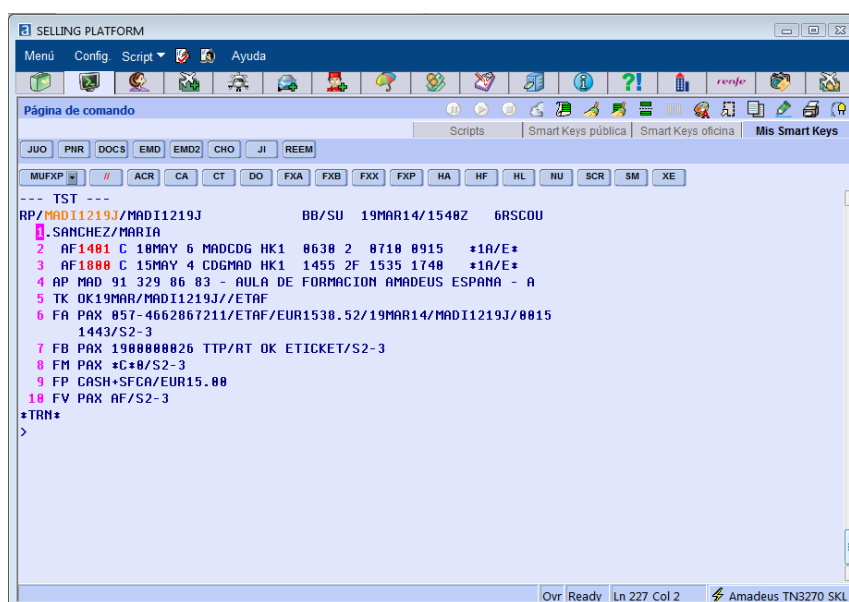 a SELLING PLATFORM
Menú Config. Script Ayuda
?! renfe
Página de comando
Scripts Smart Keys pública Smart Keys oficina Mis Smart Keys
JUO PNR DOCS EMD EMD2 CHO JI REEM
MUFXP // ACR CA CT DO FXA FXB FXX FXP HA HF HL NU SCR SM XE
--- TST ---
RP/MADI1219J/MADI1219J BB/SU 19MAR14/1540Z 6RSCOU
1.SANCHEZ/MARIA
2 AF1401 C 10MAY 6 MADCDG HK1 0630 2 0710 0915 *1A/E*
3 AF1800 C 15MAY 4 CDGMAD HK1 1455 2F 1535 1740 *1A/E*
4 AP MAD 91 329 86 83 - AULA DE FORMACION AMADEUS ESPANA - A
5 TK OK19MAR/MADI1219J//ETAF
6 FA PAX 057-4662867211/ETAF/EUR1538.52/19MAR14/MADI1219J/0015
1443/S2-3
7 FB PAX 1900000026 TTP/RT OK ETICKET/S2-3
8 FM PAX *C*0/S2-3
9 FP CASH+SFCA/EUR15.00
10 FV PAX AF/S2-3
*TRN*
>
Ovr Ready Ln 227 Col 2 Amadeus TN3270 SKL